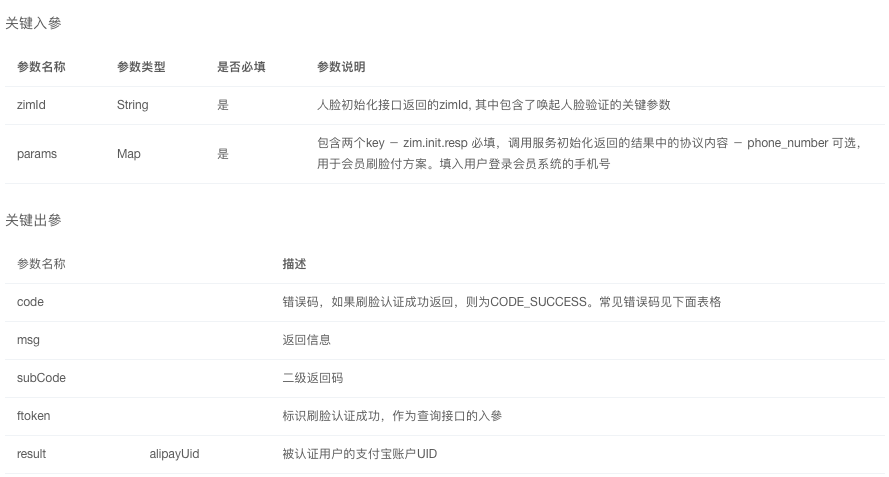 关键入參
参数名称 参数类型 是否必填 参数说明
zimId String 是 人脸初始化接口返回的zimId, 其中包含了唤起人脸验证的关键参数
params Map 是 包含两个key － zim.init.resp 必填，调用服务初始化返回的结果中的协议内容 － phone_number 可选，
用于会员刷脸付方案。填入用户登录会员系统的手机号
关键出參
参数名称 描述
code 错误码，如果刷脸认证成功返回，则为CODE_SUCCESS。常见错误码见下面表格
msg 返回信息
subCode 二级返回码
ftoken 标识刷脸认证成功，作为查询接口的入參
result alipayUid 被认证用户的支付宝账户UID